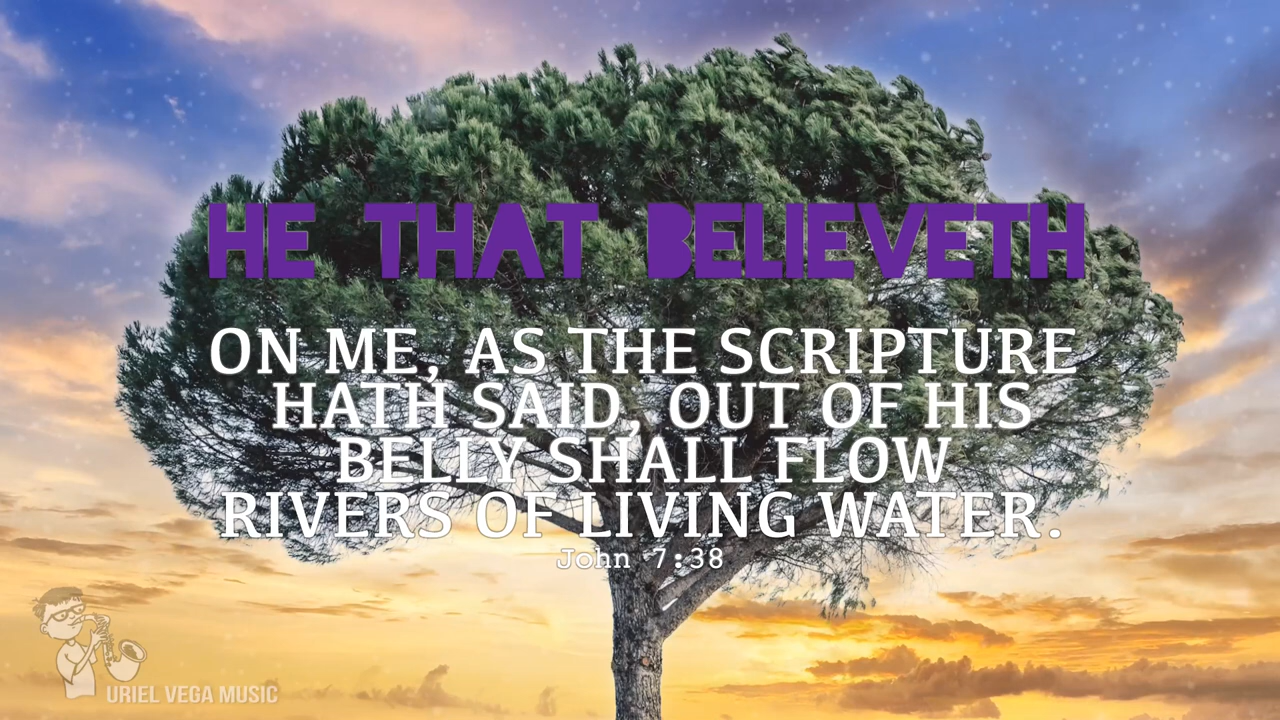 HE THAT BELIEVETH
ON ME, AS THE SCRIPTURE
HATH SAID, OUT OF HIS
BELLY SHALL FLOW
RIVERS OF LIVING WATER.
John 7:38
URIEL VEGA MUSIC